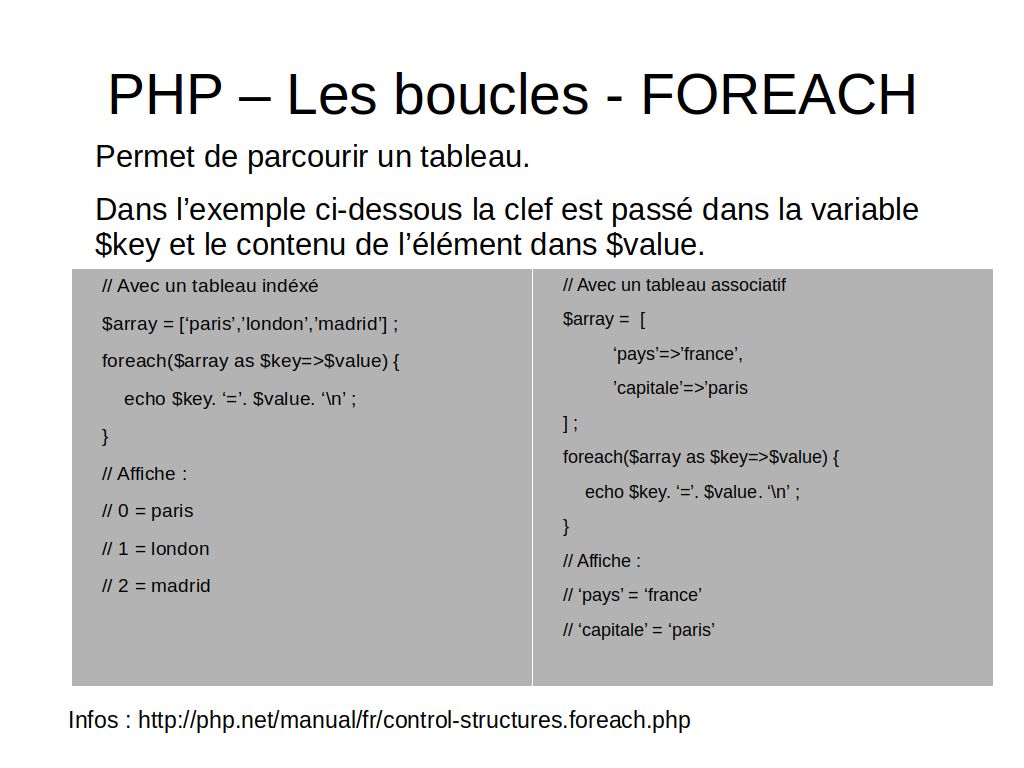 PHP – Les boucles - FOREACH
Permet de parcourir un tableau.
Dans l’exemple ci-dessous la clef est passé dans la variable
$key et le contenu de l’élément dans $value.
// Avec un tableau indéxé
$array = [‘paris’,’london’,’madrid’] ;
foreach($array as $key=>$value) {
echo $key. ‘=’. $value. ‘\n’ ;
}
// Affiche :
// 0 = paris
// 1 = london
// 2 = madrid
// Avec un tableau associatif
$array =  [
‘pays’=>’france’,
’capitale’=>’paris
] ;
foreach($array as $key=>$value) {
echo $key. ‘=’. $value. ‘\n’ ;
}
// Affiche :
// ‘pays’ = ‘france’
// ‘capitale’ = ‘paris’
Infos : http://php.net/manual/fr/control-structures.foreach.php